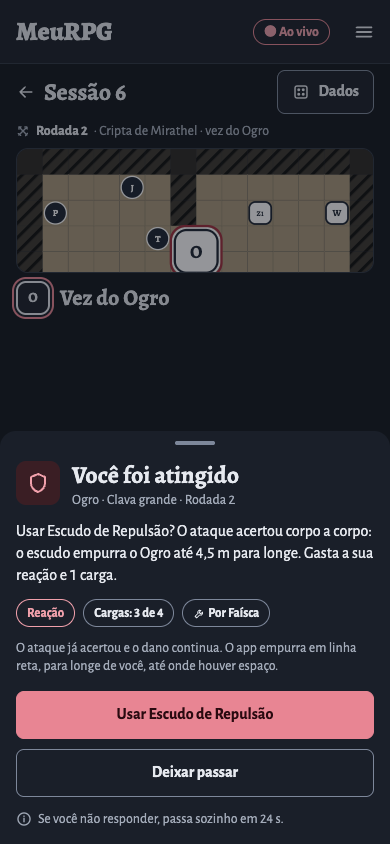 MeuRPG
Ao vivo
Sessão 6
Dados
Rodada 2 · Cripta de Mirathel · vez do Ogro
J
P
Z1
W
T
O
O
Vez do Ogro
Você foi atingido
Ogro · Clava grande · Rodada 2
Usar Escudo de Repulsão? O ataque acertou corpo a corpo:
o escudo empurra o Ogro até 4,5 m para longe. Gasta a sua
reação e 1 carga.
Reação
Cargas: 3 de 4
Por Faísca
O ataque já acertou e o dano continua. O app empurra em linha
reta, para longe de você, até onde houver espaço.
Usar Escudo de Repulsão
Deixar passar
Se você não responder, passa sozinho em 24 s.